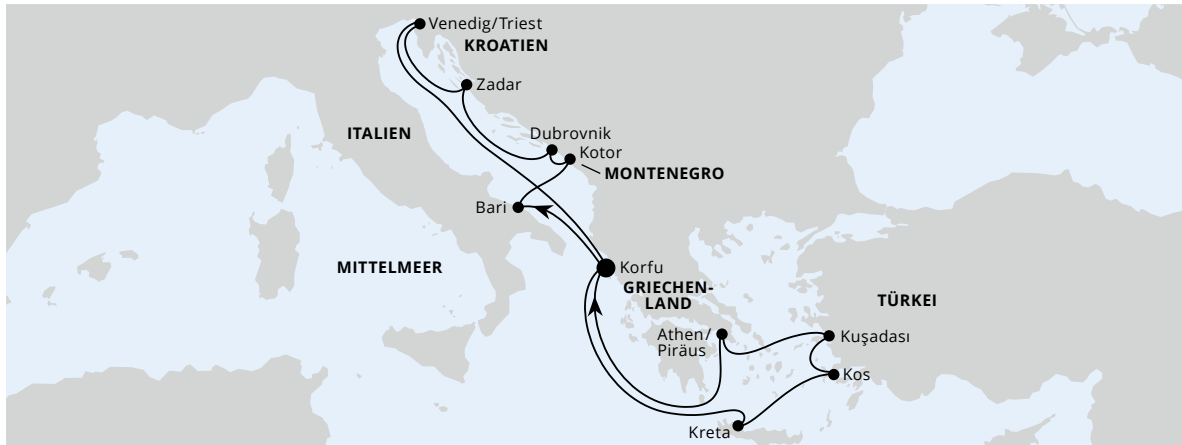 Venedig/Triest
KROATIEN
Zadar
ITALIEN
Dubrovnik
Kotor
MONTENEGRO
Bari
MITTELMEER
Korfu
GRIECHEN-
LAND
TÜRKEI
Athen/
Piräus
Kuşadası
Kos
Kreta